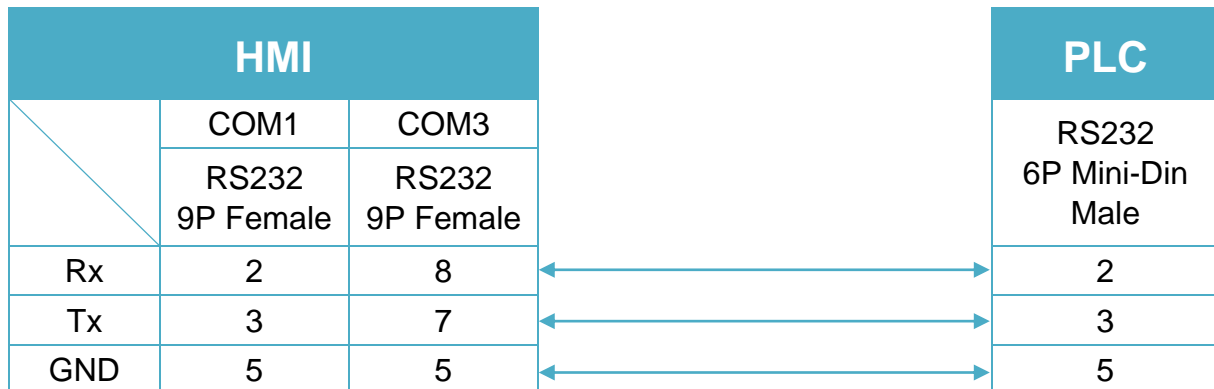 HMI PLC
COM1 COM3
RS232
6P Mini-Din
Male
RS232
9P Female
RS232
9P Female
Rx 2 8 2
Tx 3 7 3
GND 5 5 5